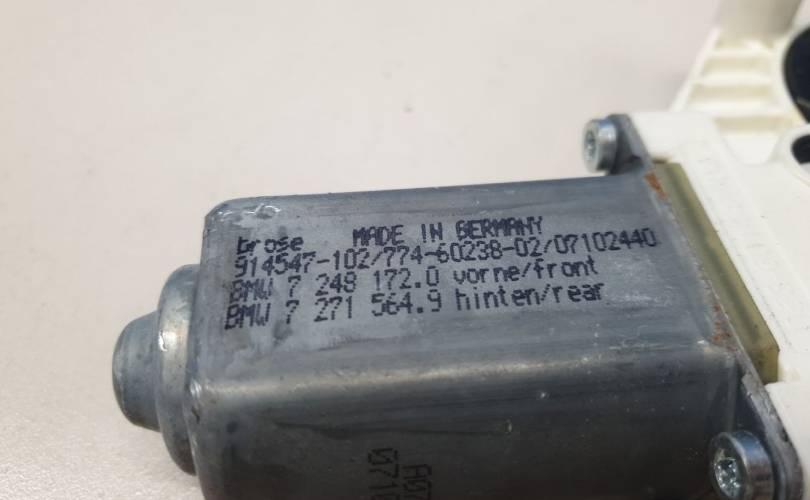 brose MADE IN GERMANY
914547-102/774-60238-02/07102440
BMW 7 248 172.0 vorne/front
BMW 7 271 564.9 hinten/rear